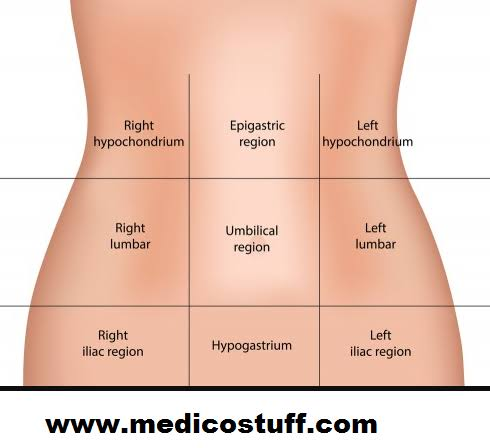 Right
hypochondrium
Epigastric
region
Left
hypochondrium
Right
lumbar
Umbilical
region
Left
lumbar
Right
iliac region
Hypogastrium
Left
iliac region
www.medicostuff.com